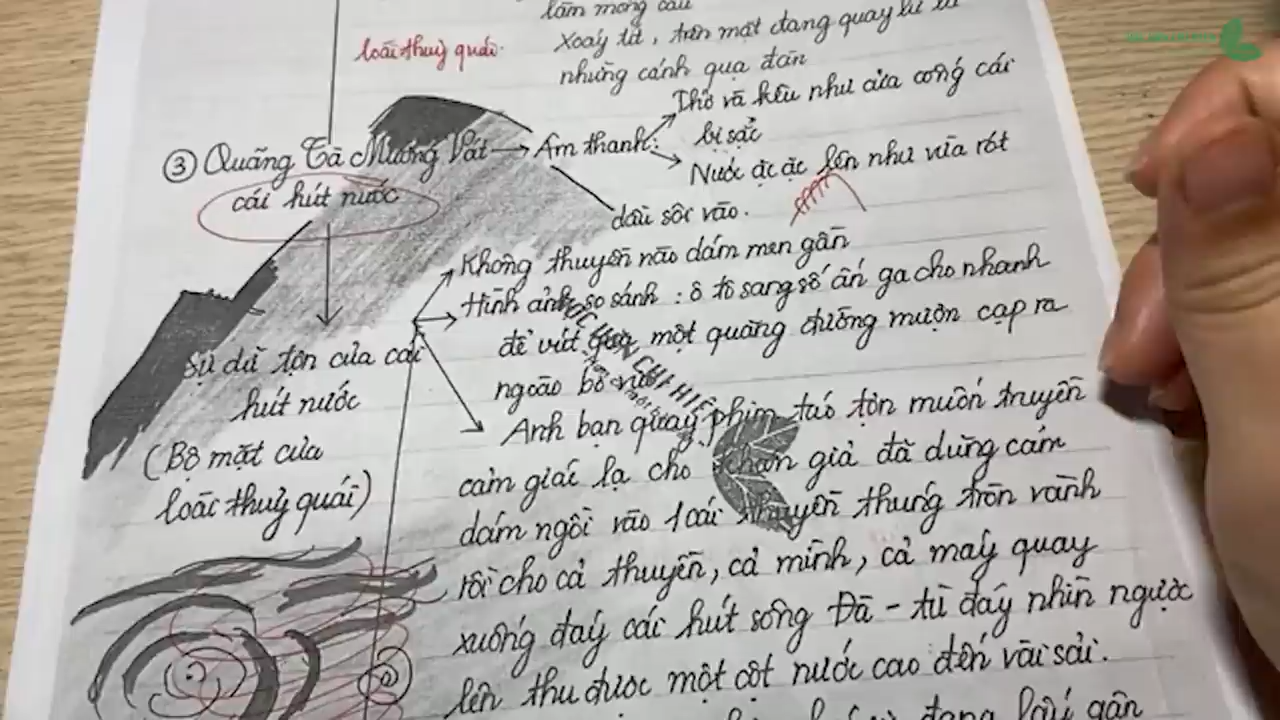 làm mỏng cầu
xoáy tít, trên mặt đang quay lừ lừ
loài thuỷ quái.
những cánh quạ đàn
Thở và kêu như cửa cống cái
bị sặc
③ Quãng Tà Mường Vát → Âm thanh:
Nước ặc ặc lên như vừa rót
cái hút nước
dầu sôi vào.
Không thuyền nào dám men gần
Hình ảnh so sánh : ô tô sang số ấn ga cho nhanh
để vút qua một quãng đường mượn cạp ra
Sự dữ tợn của cái
ngoài bờ vực
hút nước
Anh bạn quay phim táo tợn muốn truyền
(Bộ mặt của
cảm giác lạ cho khán giả đã dũng cảm
loài thuỷ quái)
dám ngồi vào 1 cái thuyền thúng tròn vành
rồi cho cả thuyền, cả mình, cả máy quay
xuống đáy cái hút sông Đà - từ đáy nhìn ngược
lên thu được một cột nước cao đến vài sải.